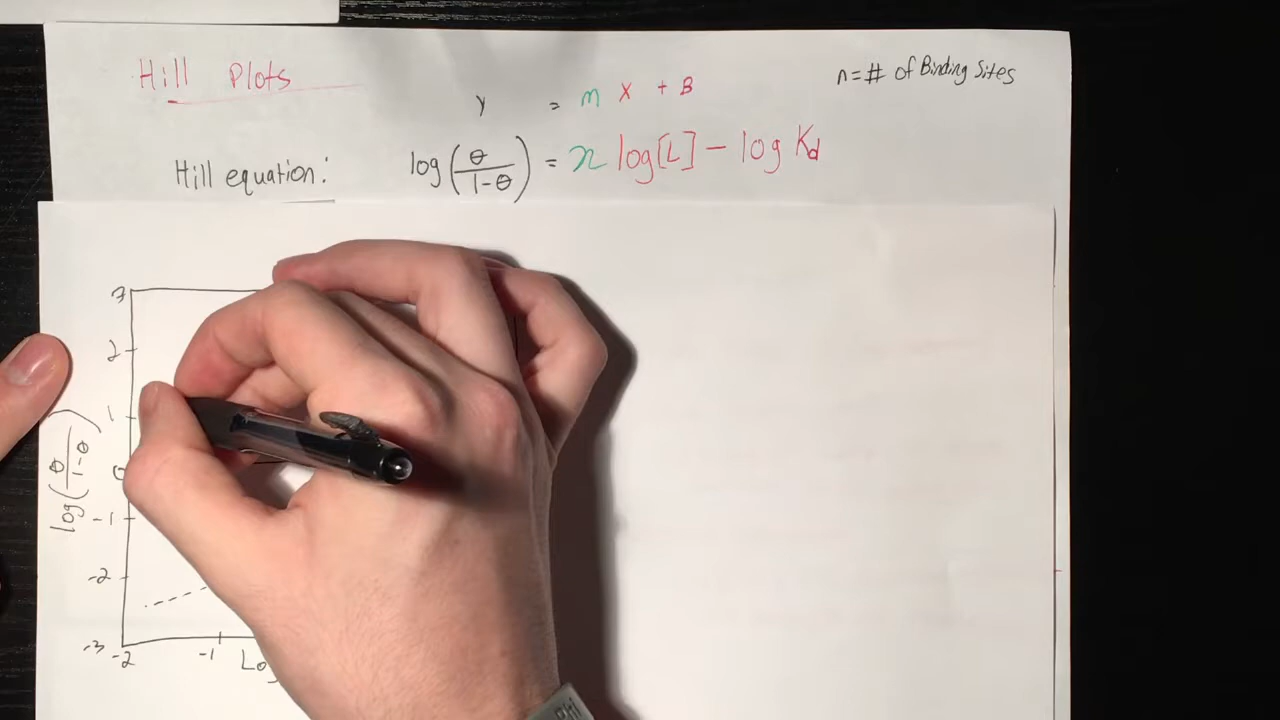 Hill Plots
n = # of Binding Sites
y = m x + B
Hill equation: log(θ/1-θ) = n log[L] - log Kd
3
2
1
0
-1
-2
-3
log(θ/1-θ)
-2 -1